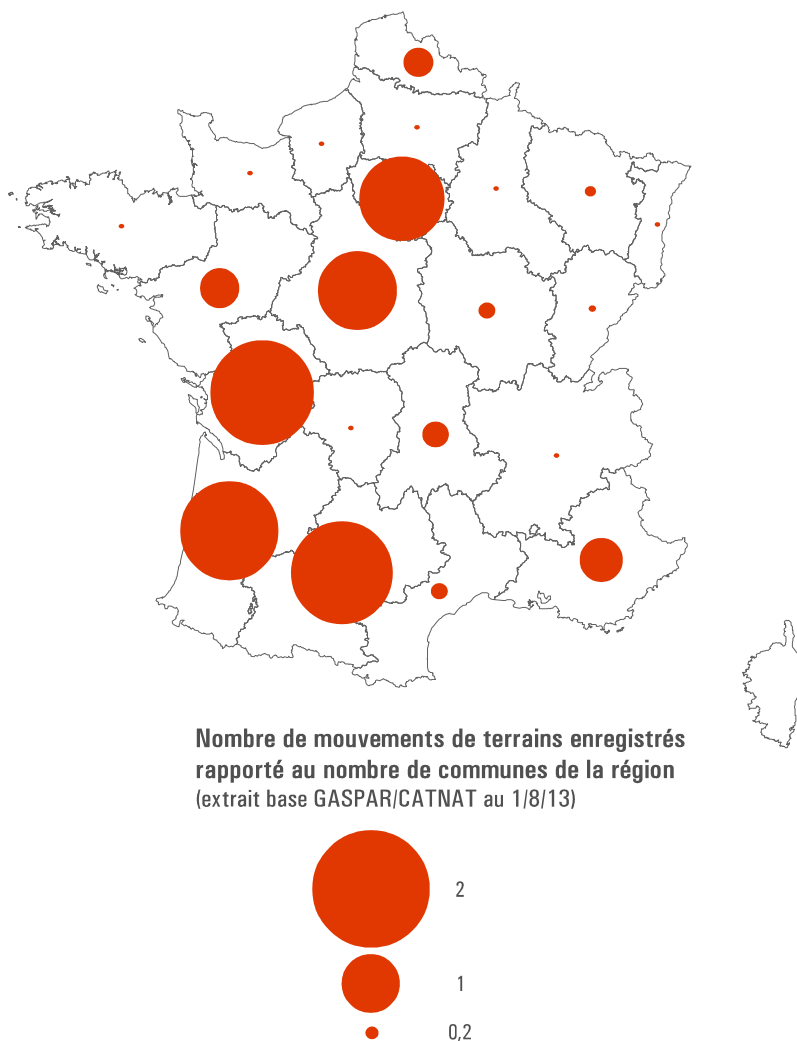 Nombre de mouvements de terrains enregistrés
rapporté au nombre de communes de la région
(extrait base GASPAR/CATNAT au 1/8/13)
2
1
0,2